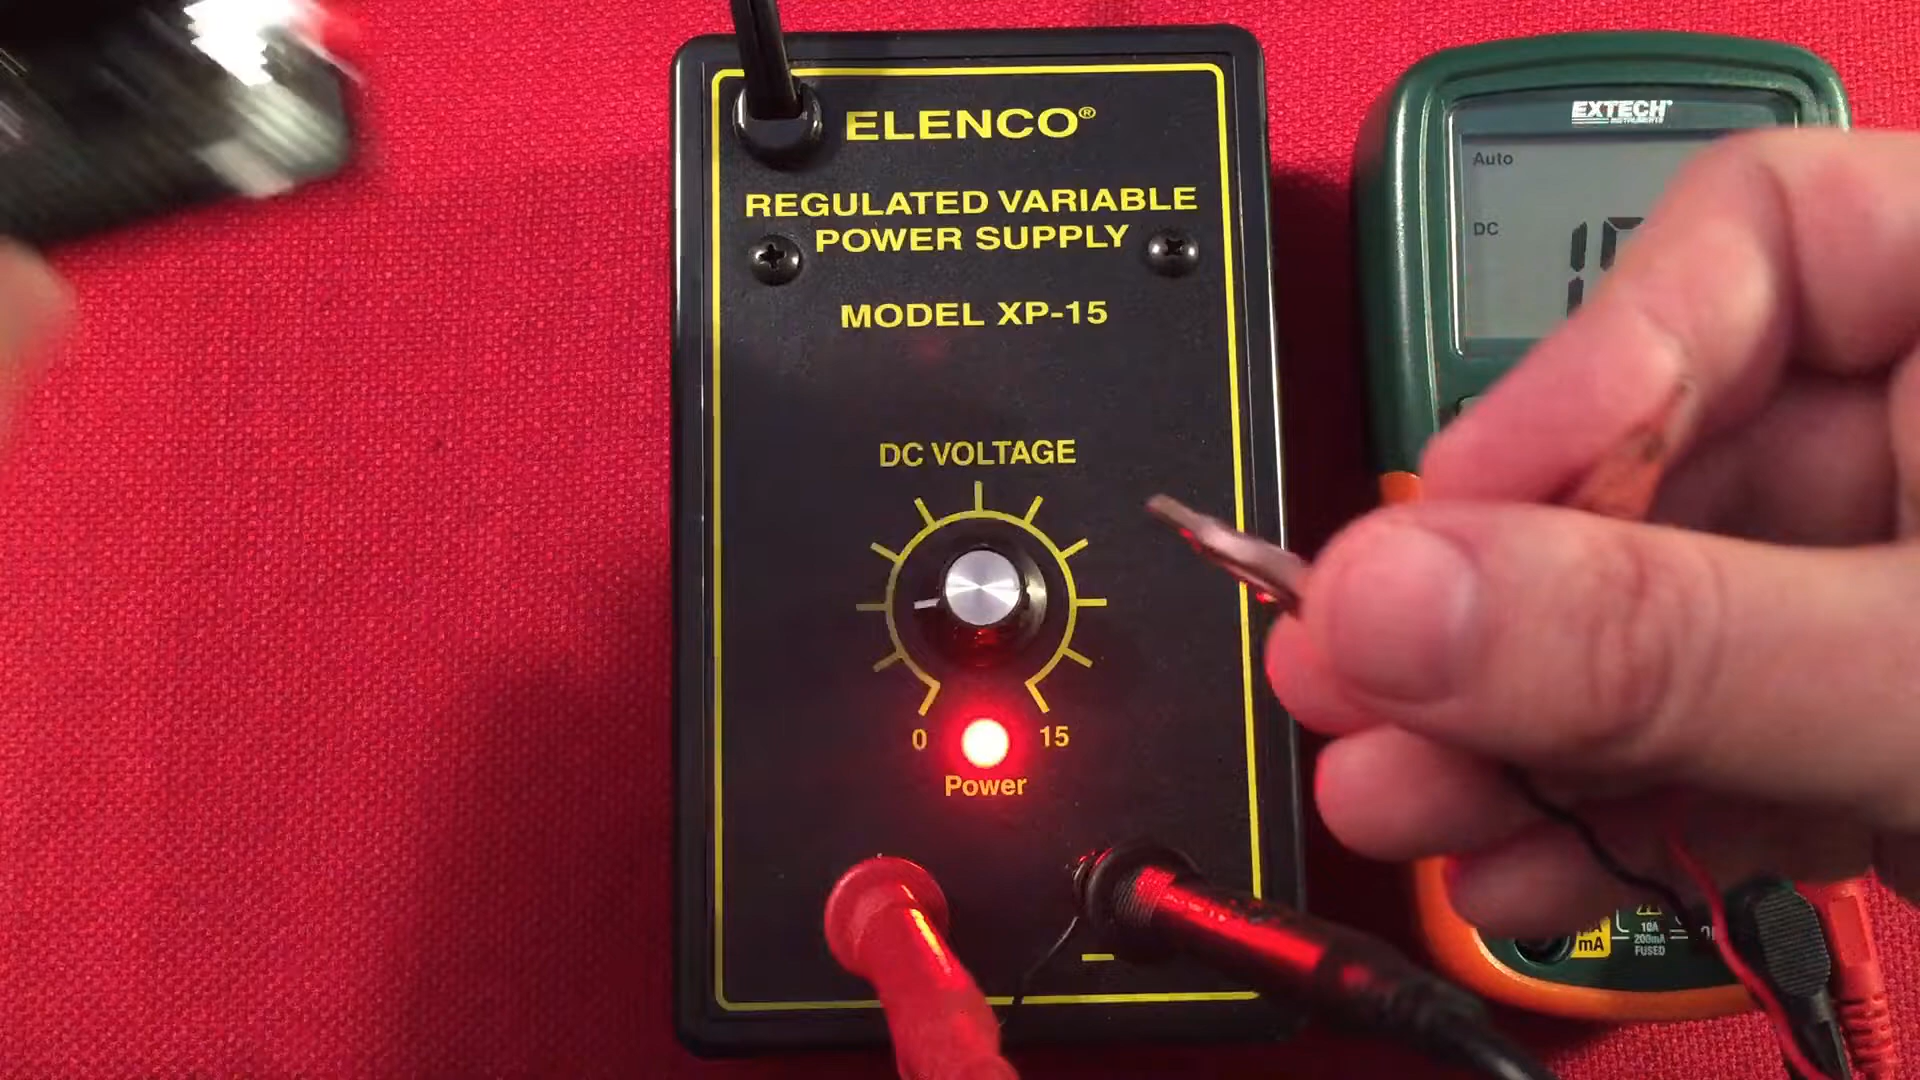 ELENCO®
REGULATED VARIABLE
POWER SUPPLY
MODEL XP-15
DC VOLTAGE
0
15
Power
–
EXTECH®
INSTRUMENTS
Auto
DC
mA
10A
200mA
FUSED